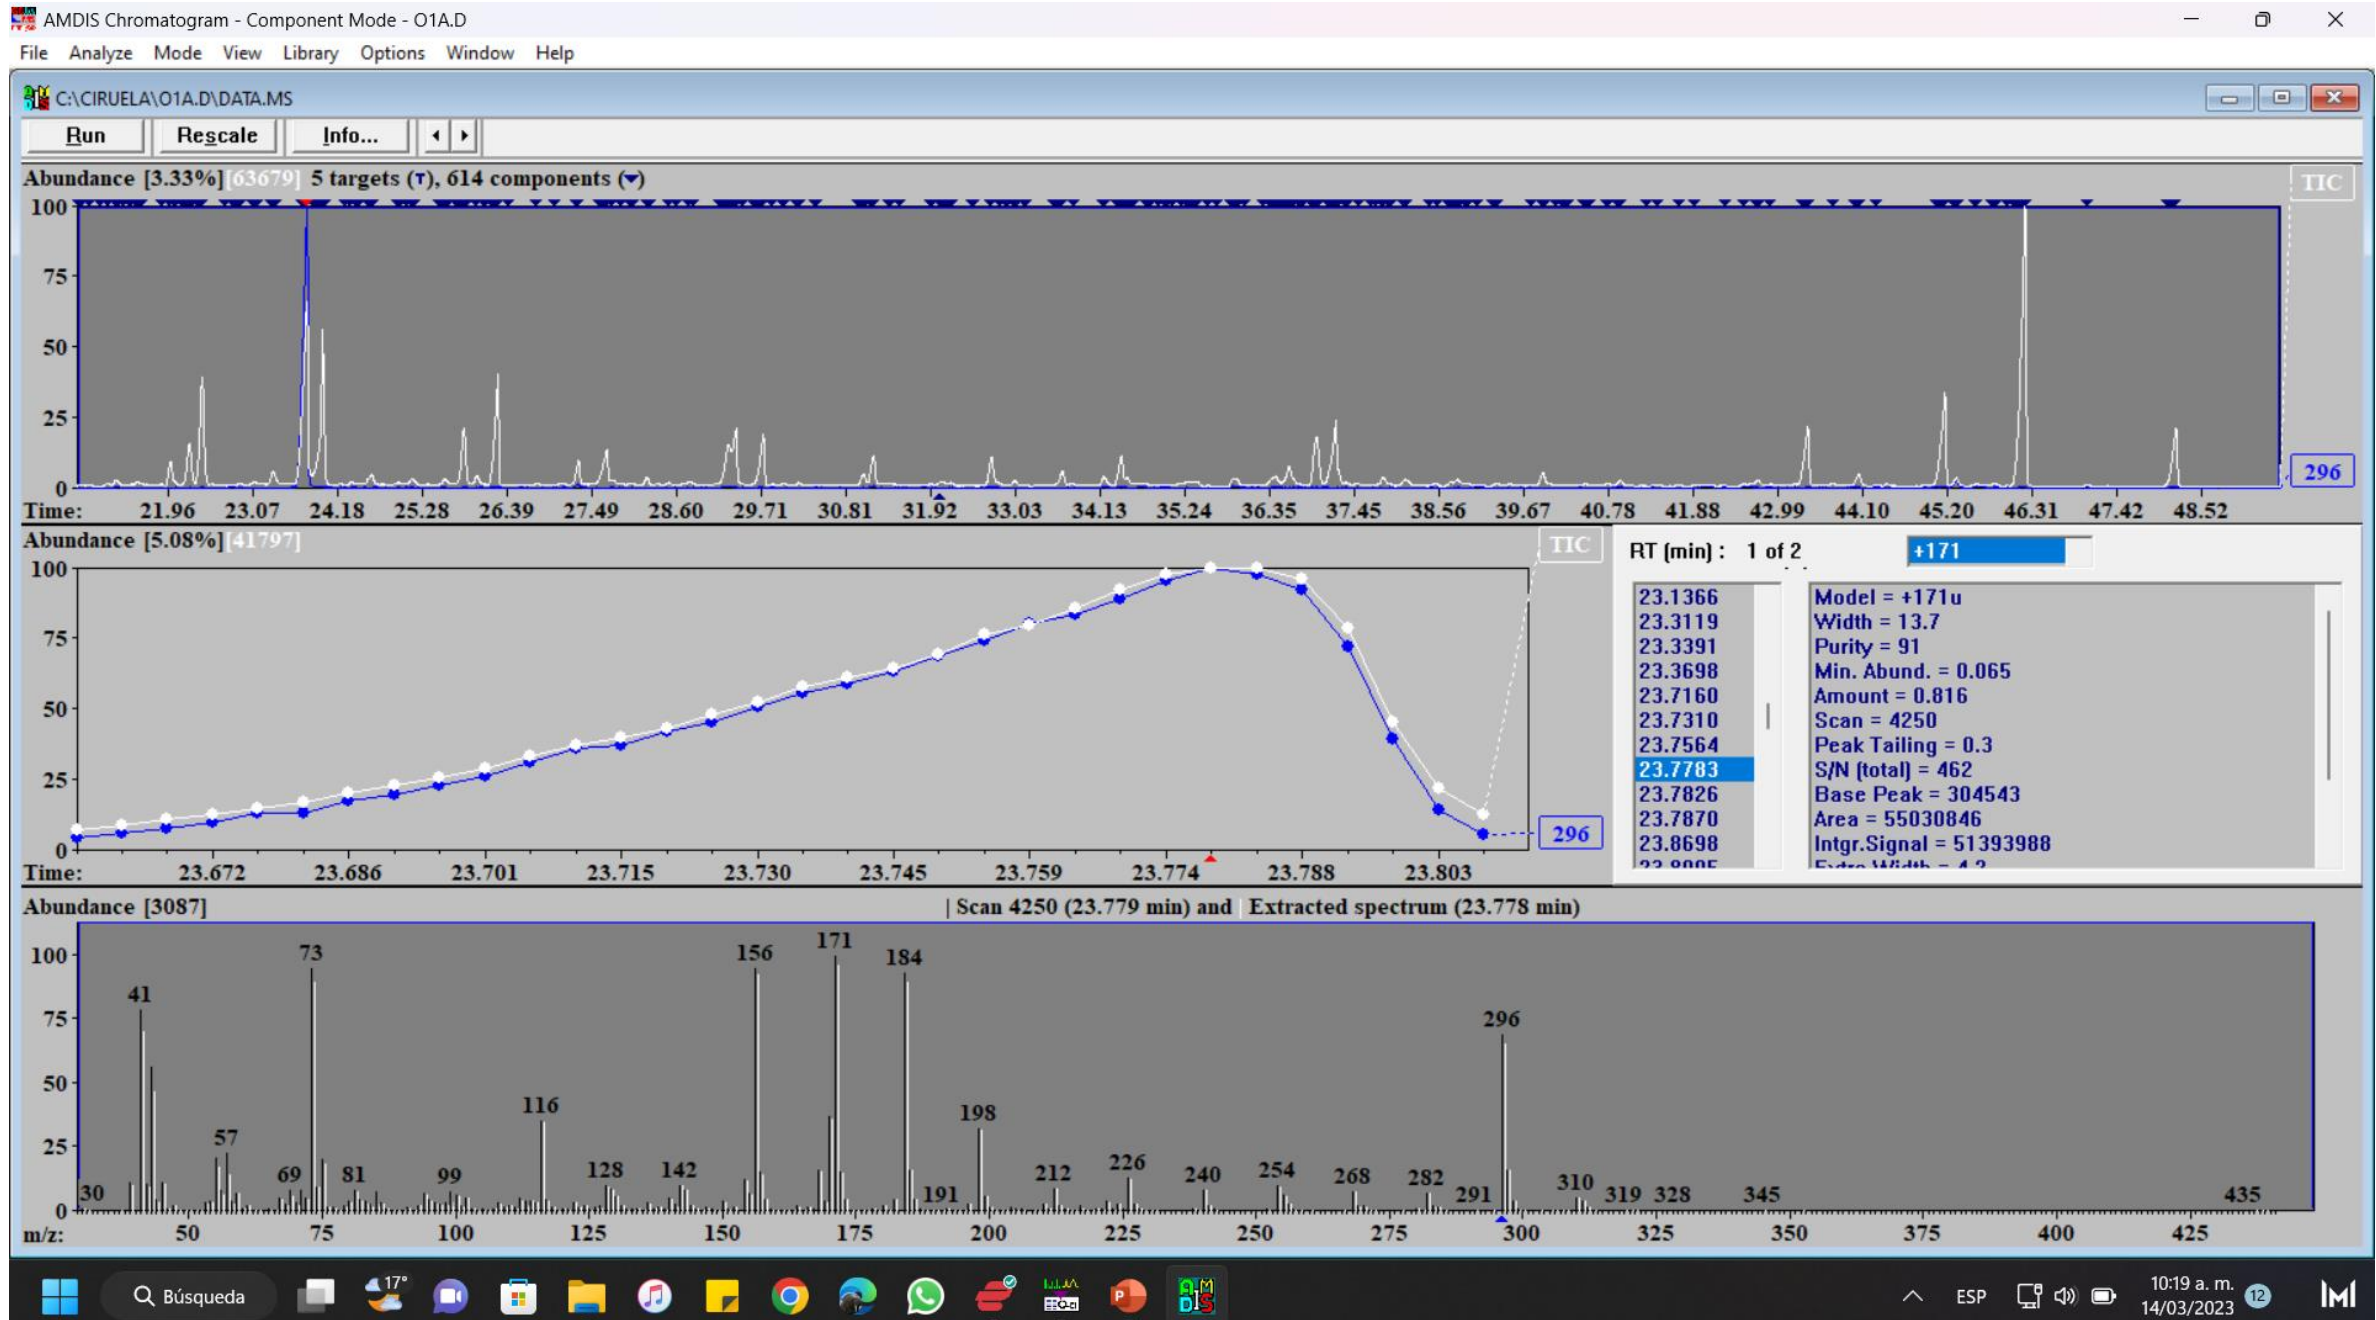 AMDIS Chromatogram - Component Mode - O1A.D
File Analyze Mode View Library Options Window Help
C:\CIRUELA\O1A.D\DATA.MS
Run Rescale Info...
Abundance [3.33%][63679] 5 targets (T), 614 components (▼)
TIC
100
75
50
25
0
296
Time: 21.96 23.07 24.18 25.28 26.39 27.49 28.60 29.71 30.81 31.92 33.03 34.13 35.24 36.35 37.45 38.56 39.67 40.78 41.88 42.99 44.10 45.20 46.31 47.42 48.52
Abundance [5.08%][41797]
TIC
100
75
50
25
0
296
Time: 23.672 23.686 23.701 23.715 23.730 23.745 23.759 23.774 23.788 23.803
RT (min) : 1 of 2 +171
23.1366
23.3119
23.3391
23.3698
23.7160
23.7310
23.7564
23.7783
23.7826
23.7870
23.8698
Model = +171u
Width = 13.7
Purity = 91
Min. Abund. = 0.065
Amount = 0.816
Scan = 4250
Peak Tailing = 0.3
S/N (total) = 462
Base Peak = 304543
Area = 55030846
Intgr.Signal = 51393988
Extra Width = 4.2
Abundance [3087] | Scan 4250 (23.779 min) and | Extracted spectrum (23.778 min)
100
75
50
25
0
30 41 57 69 73 81 99 116 128 142 156 171 184 191 198 212 226 240 254 268 282 291 296 310 319 328 345 435
m/z: 50 75 100 125 150 175 200 225 250 275 300 325 350 375 400 425
17°
Búsqueda
ESP
10:19 a. m.
14/03/2023
12